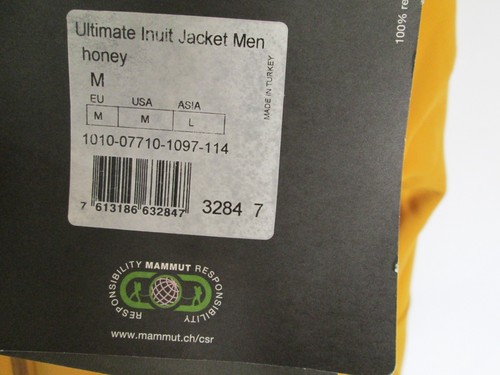 Ultimate Inuit Jacket Men
honey
M
EU USA ASIA
M M L
1010-07710-1097-114
MADE IN TURKEY
7 613186 632847
3284 7
RESPONSIBILITY MAMMUT RESPONSIBILITY
www.mammut.ch/csr
100%